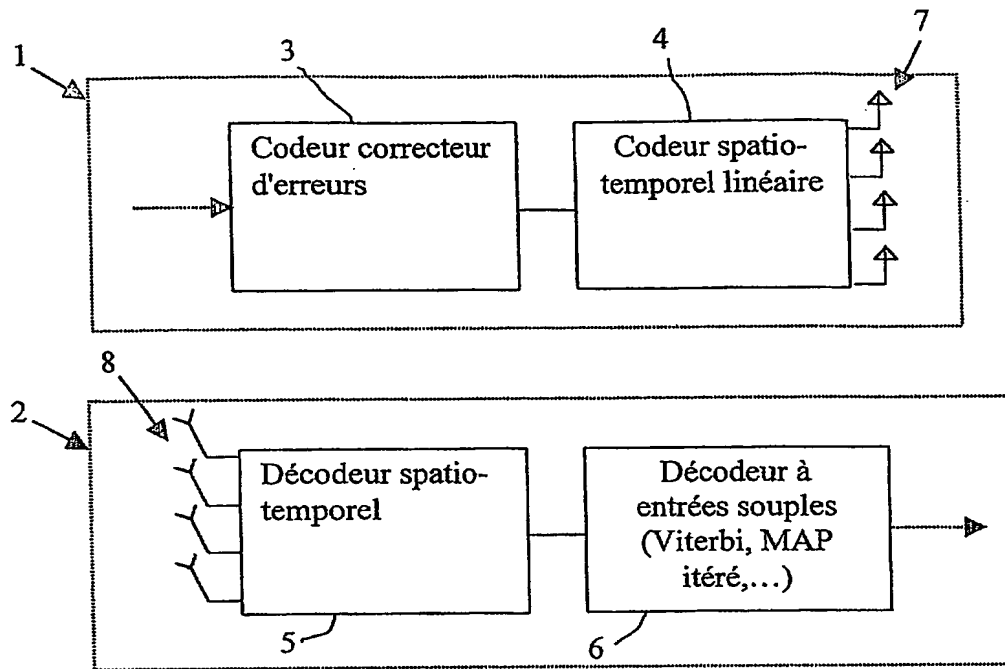 1
3
4
7
Codeur correcteur
d'erreurs
Codeur spatio-
temporel linéaire
2
8
Décodeur spatio-
temporel
Décodeur à
entrées souples
(Viterbi, MAP
itéré,...)
5
6